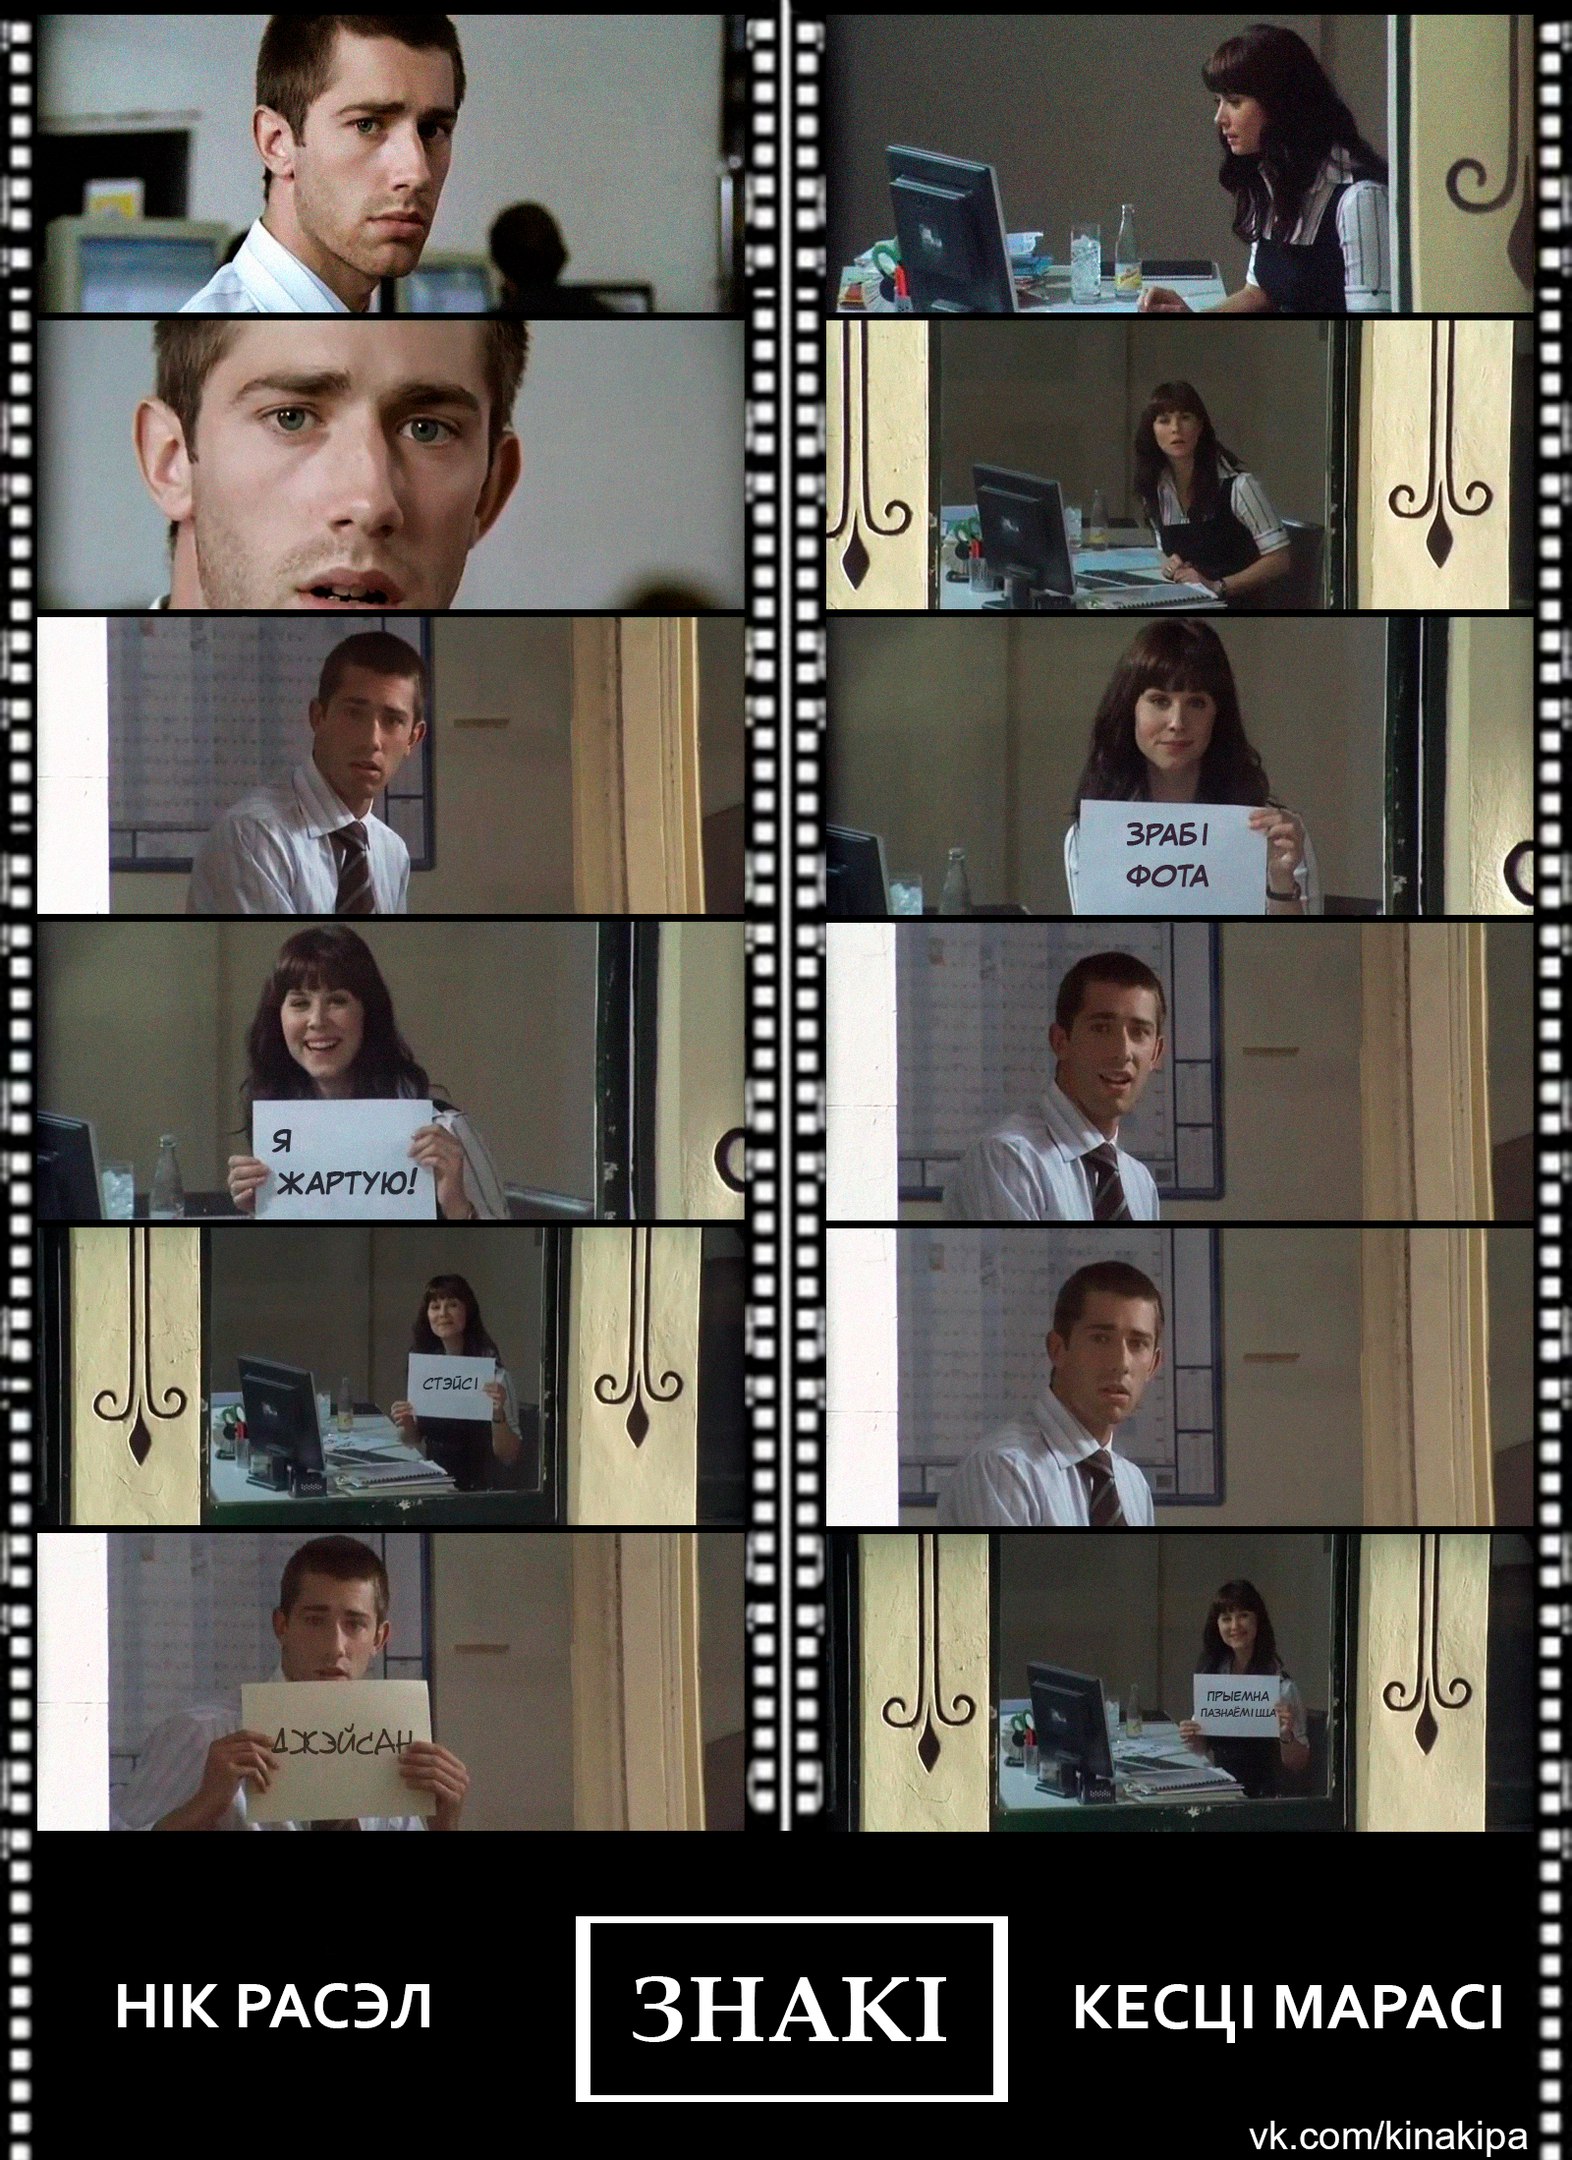 ЗРАБІ
ФОТА
Я
ЖАРТУЮ!
СТЭЙСІ
ДЖЭЙСАН
ПРЫЕМНА
ПАЗНАЁМІЦЦА
НІК РАСЭЛ
ЗНАКІ
КЕСЦІ МАРАСІ
vk.com/kinakipa